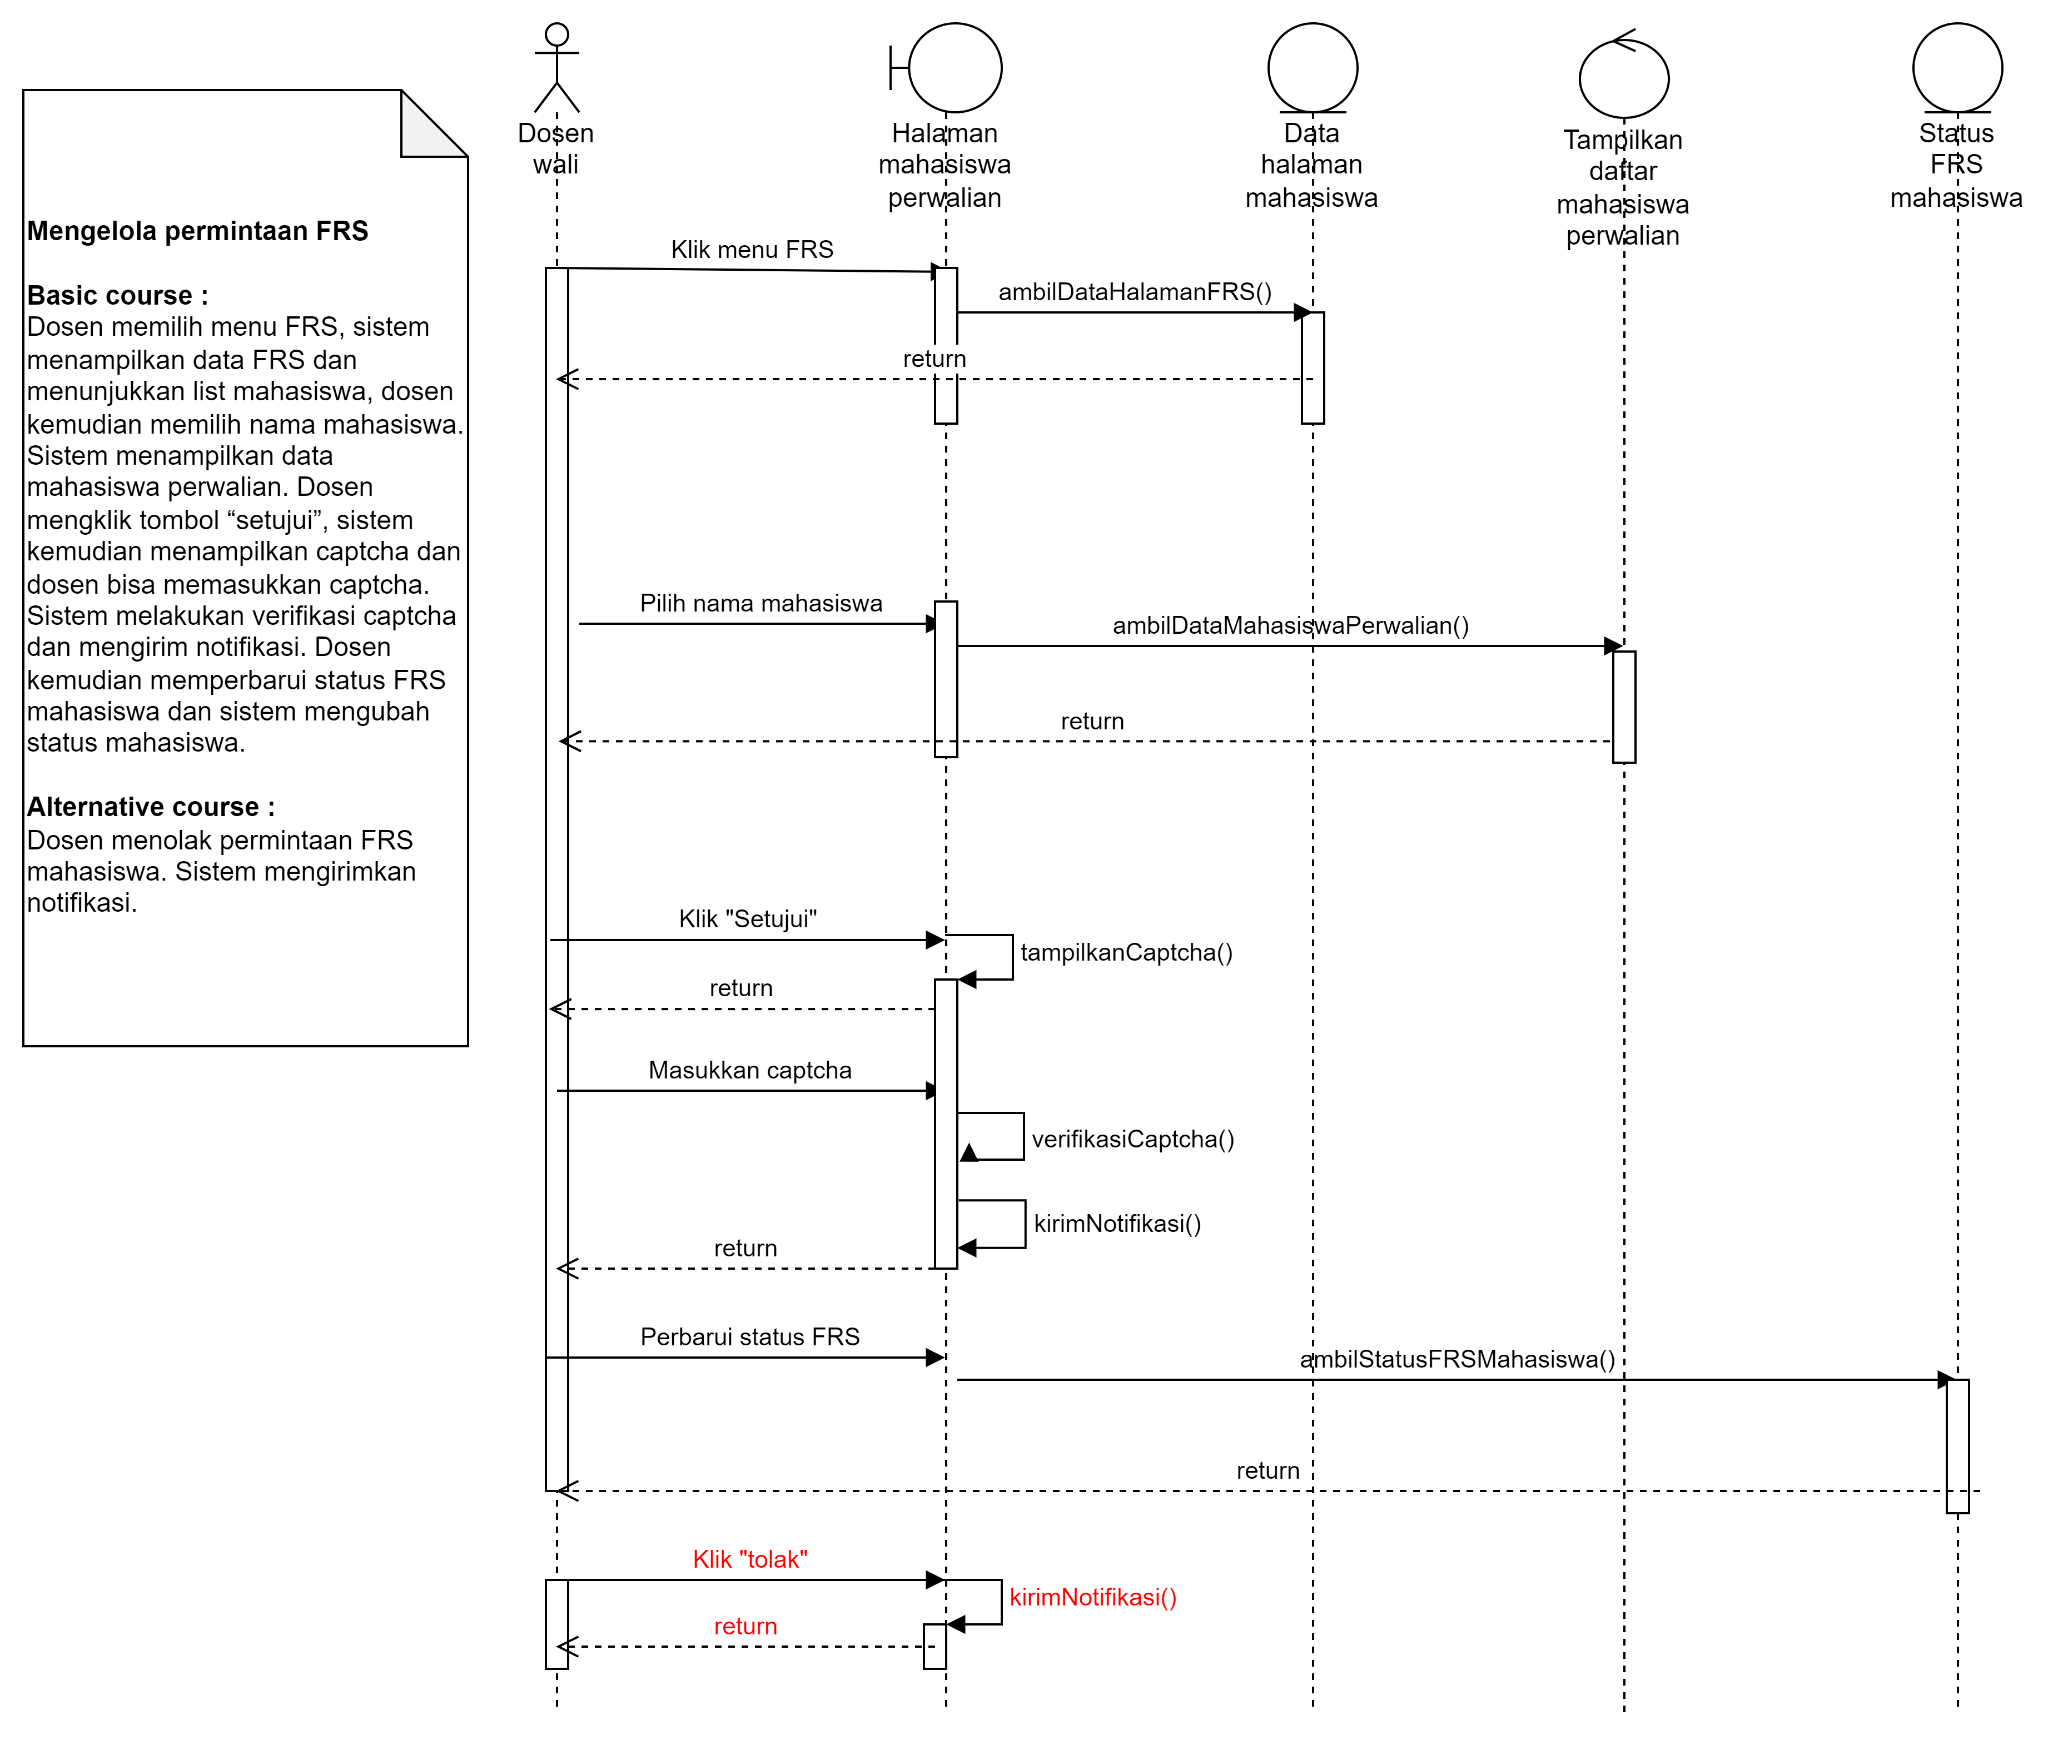 Dosen
wali
Halaman
mahasiswa
perwalian
Data
halaman
mahasiswa
Tampilkan
daftar
mahasiswa
perwalian
Status
FRS
mahasiswa
Mengelola permintaan FRS
Basic course :
Dosen memilih menu FRS, sistem
menampilkan data FRS dan
menunjukkan list mahasiswa, dosen
kemudian memilih nama mahasiswa.
Sistem menampilkan data
mahasiswa perwalian. Dosen
mengklik tombol “setujui”, sistem
kemudian menampilkan captcha dan
dosen bisa memasukkan captcha.
Sistem melakukan verifikasi captcha
dan mengirim notifikasi. Dosen
kemudian memperbarui status FRS
mahasiswa dan sistem mengubah
status mahasiswa.
Alternative course :
Dosen menolak permintaan FRS
mahasiswa. Sistem mengirimkan
notifikasi.
Klik menu FRS
ambilDataHalamanFRS()
return
Pilih nama mahasiswa
ambilDataMahasiswaPerwalian()
return
Klik "Setujui"
tampilkanCaptcha()
return
Masukkan captcha
verifikasiCaptcha()
kirimNotifikasi()
return
Perbarui status FRS
ambilStatusFRSMahasiswa()
return
Klik "tolak"
kirimNotifikasi()
return